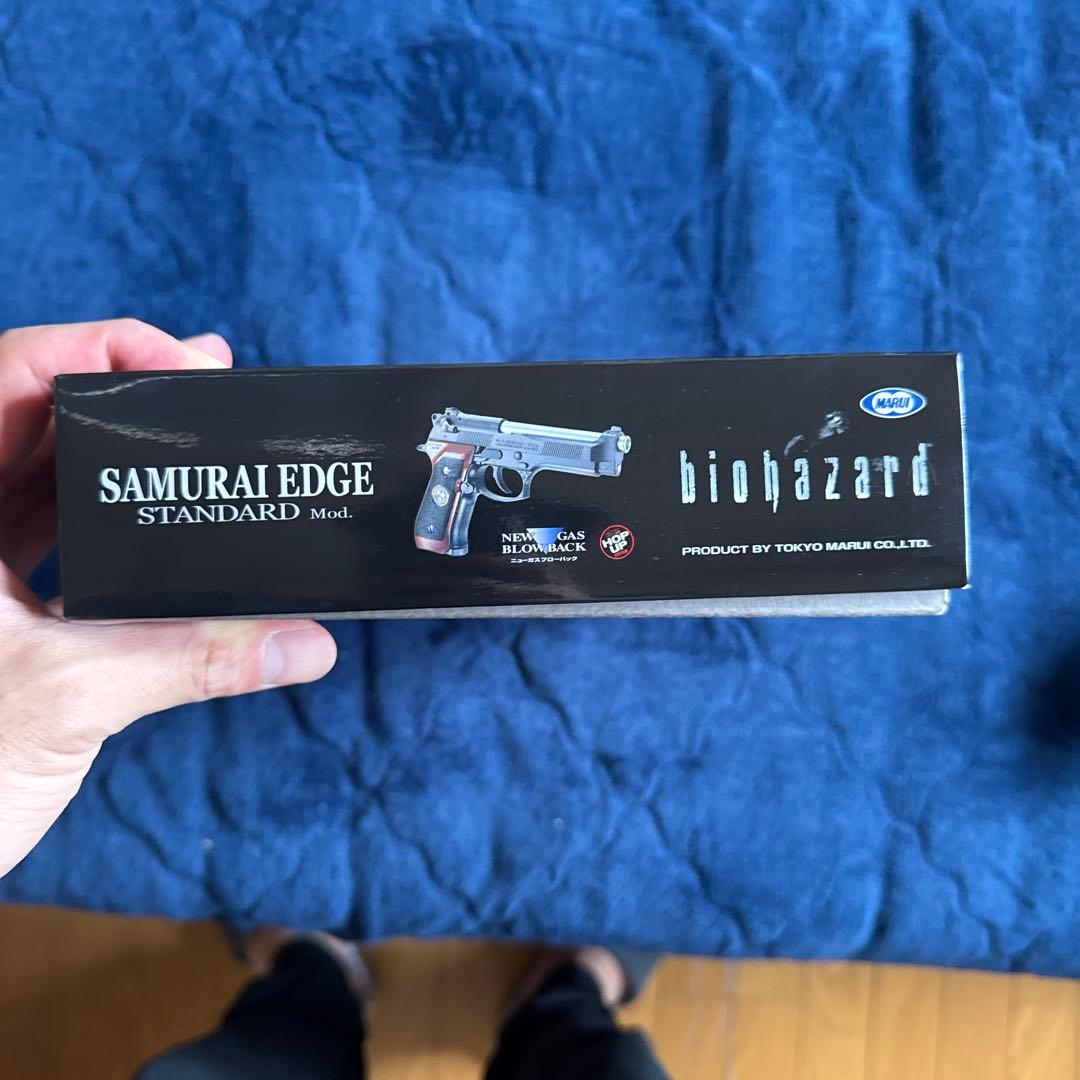 MARUI
SAMURAI EDGE
STANDARD Mod.
NEW GAS
BLOW BACK
ニューガスブローバック
HOP
UP
biohazard
PRODUCT BY TOKYO MARUI CO.,LTD.